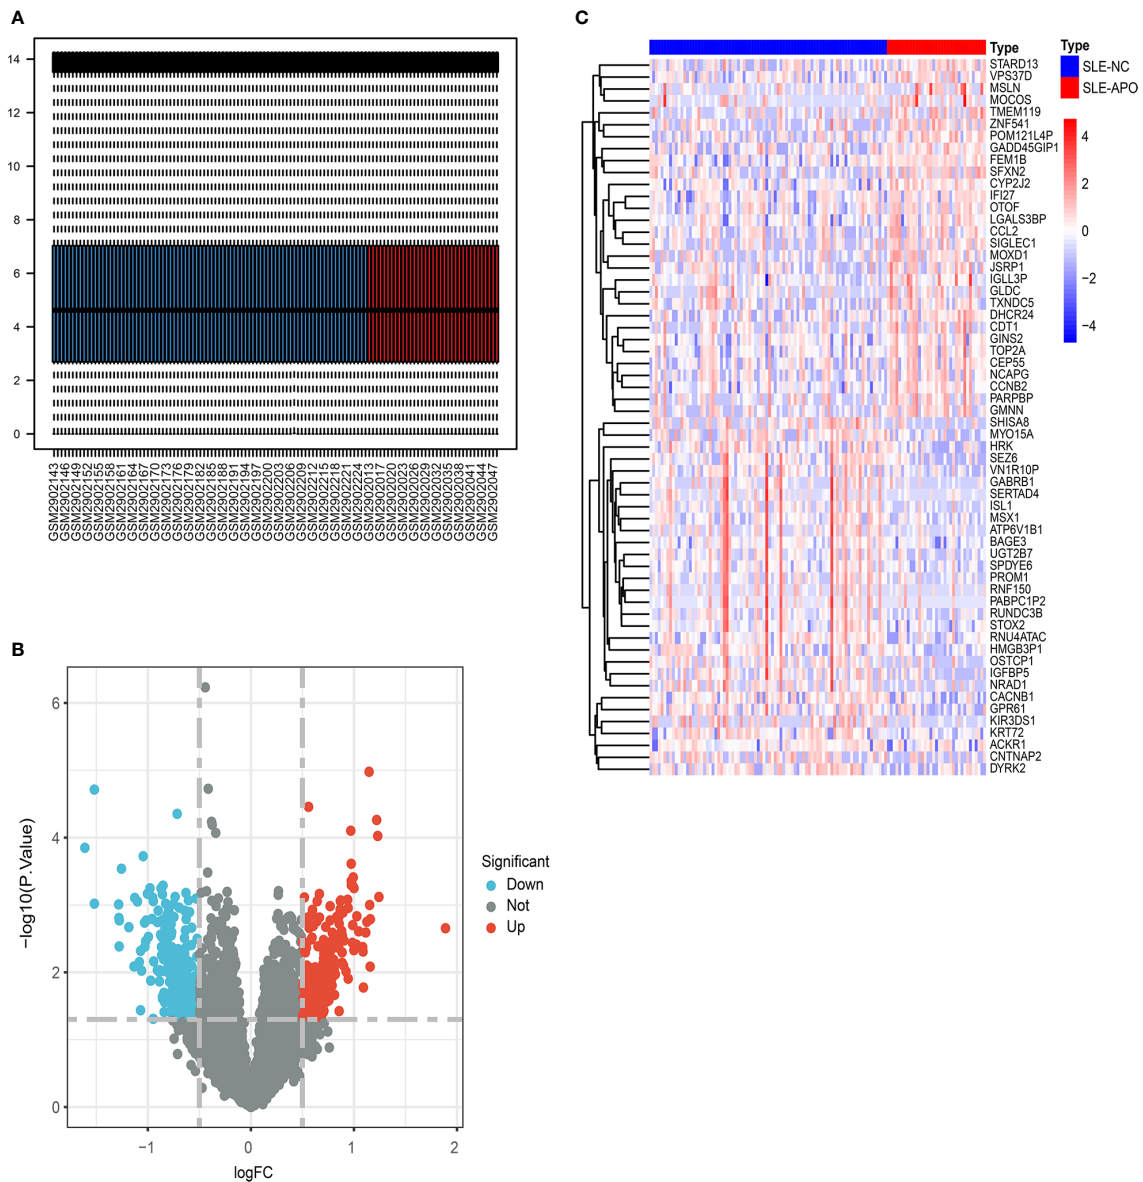 A
14
12
10
8
6
4
2
0
GSM2902143
GSM2902146
GSM2902149
GSM2902152
GSM2902155
GSM2902158
GSM2902161
GSM2902164
GSM2902167
GSM2902170
GSM2902173
GSM2902176
GSM2902179
GSM2902182
GSM2902185
GSM2902188
GSM2902191
GSM2902194
GSM2902197
GSM2902200
GSM2902203
GSM2902206
GSM2902209
GSM2902212
GSM2902215
GSM2902218
GSM2902221
GSM2902224
GSM2902013
GSM2902017
GSM2902020
GSM2902023
GSM2902026
GSM2902029
GSM2902032
GSM2902035
GSM2902038
GSM2902041
GSM2902044
GSM2902047
B
6
4
2
0
−log10(P.Value)
−1
0
1
2
logFC
Significant
Down
Not
Up
C
Type
STARD13
VPS37D
MSLN
MOCOS
TMEM119
ZNF541
POM121L4P
GADD45GIP1
FEM1B
SFXN2
CYP2J2
IFI27
OTOF
LGALS3BP
CCL2
SIGLEC1
MOXD1
JSRP1
IGLL3P
GLDC
TXNDC5
DHCR24
CDT1
GINS2
TOP2A
CEP55
NCAPG
CCNB2
PARPBP
GMNN
SHISA8
MYO15A
HRK
SEZ6
VN1R10P
GABRB1
SERTAD4
ISL1
MSX1
ATP6V1B1
BAGE3
UGT2B7
SPDYE6
PROM1
RNF150
PABPC1P2
RUNDC3B
STOX2
RNU4ATAC
HMGB3P1
OSTCP1
IGFBP5
NRAD1
CACNB1
GPR61
KIR3DS1
KRT72
ACKR1
CNTNAP2
DYRK2
Type
SLE-NC
SLE-APO
4
2
0
−2
−4